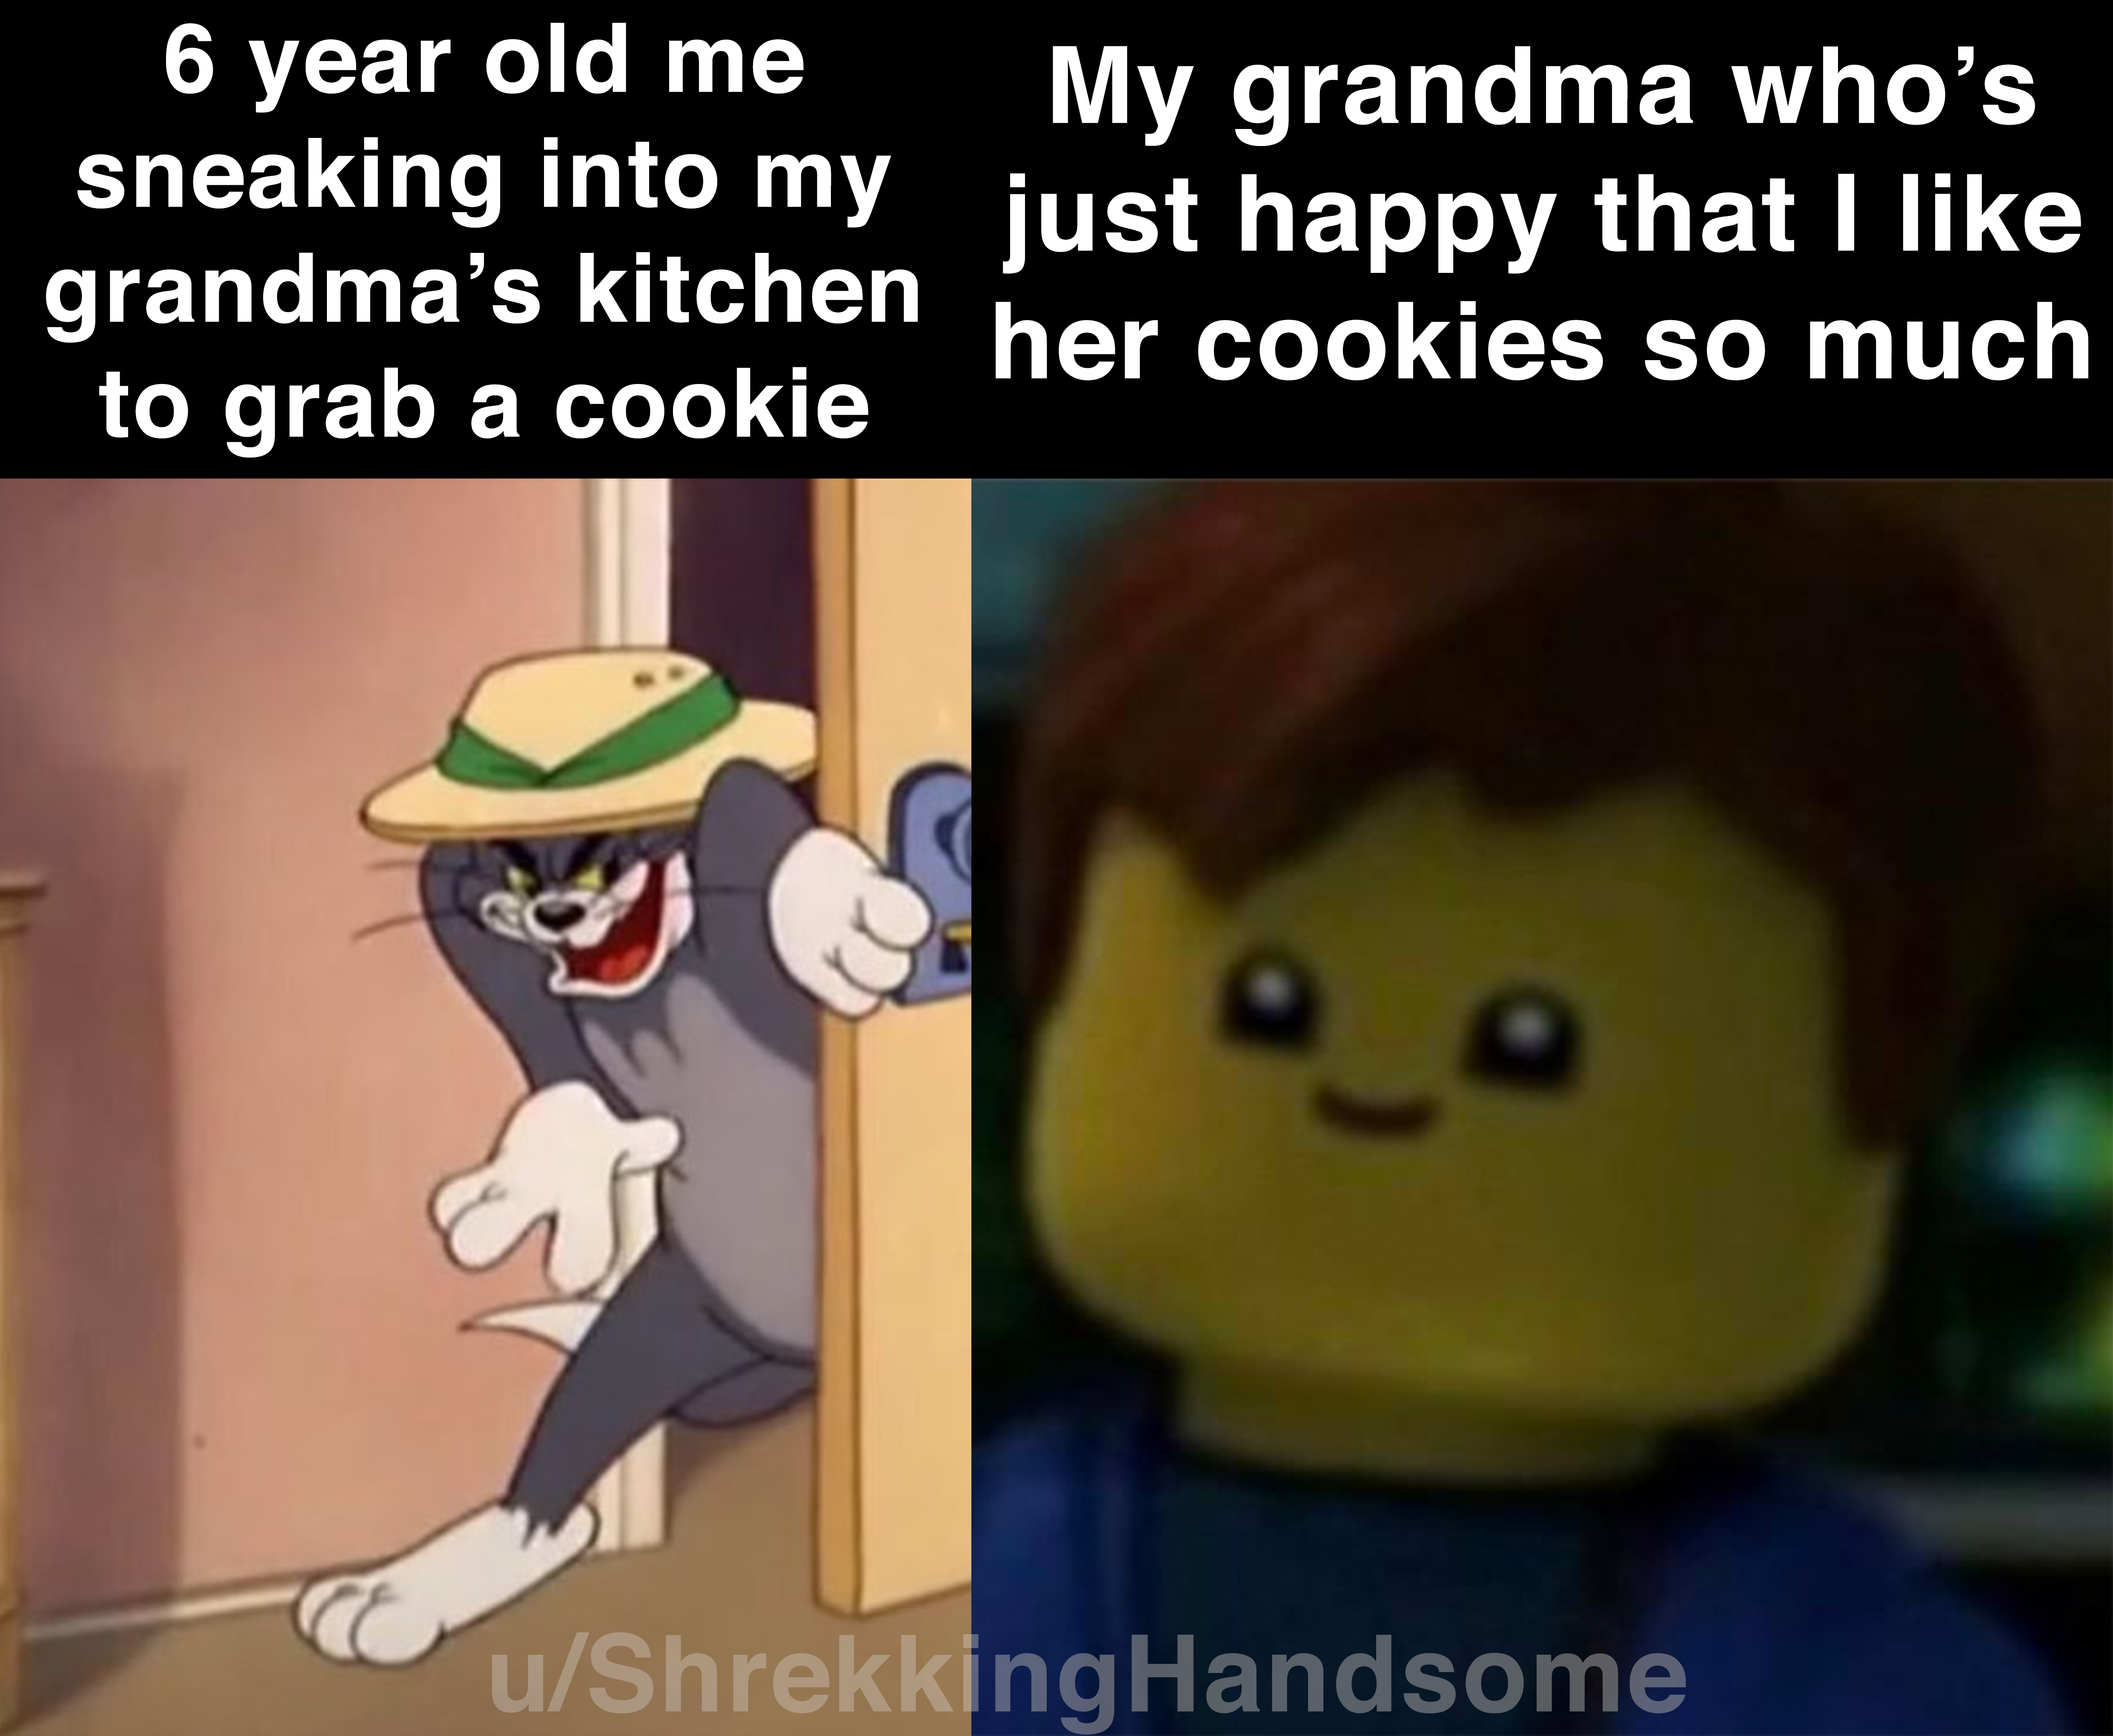 6 year old me
sneaking into my
grandma’s kitchen
to grab a cookie
My grandma who’s
just happy that I like
her cookies so much
u/ShrekkingHandsome